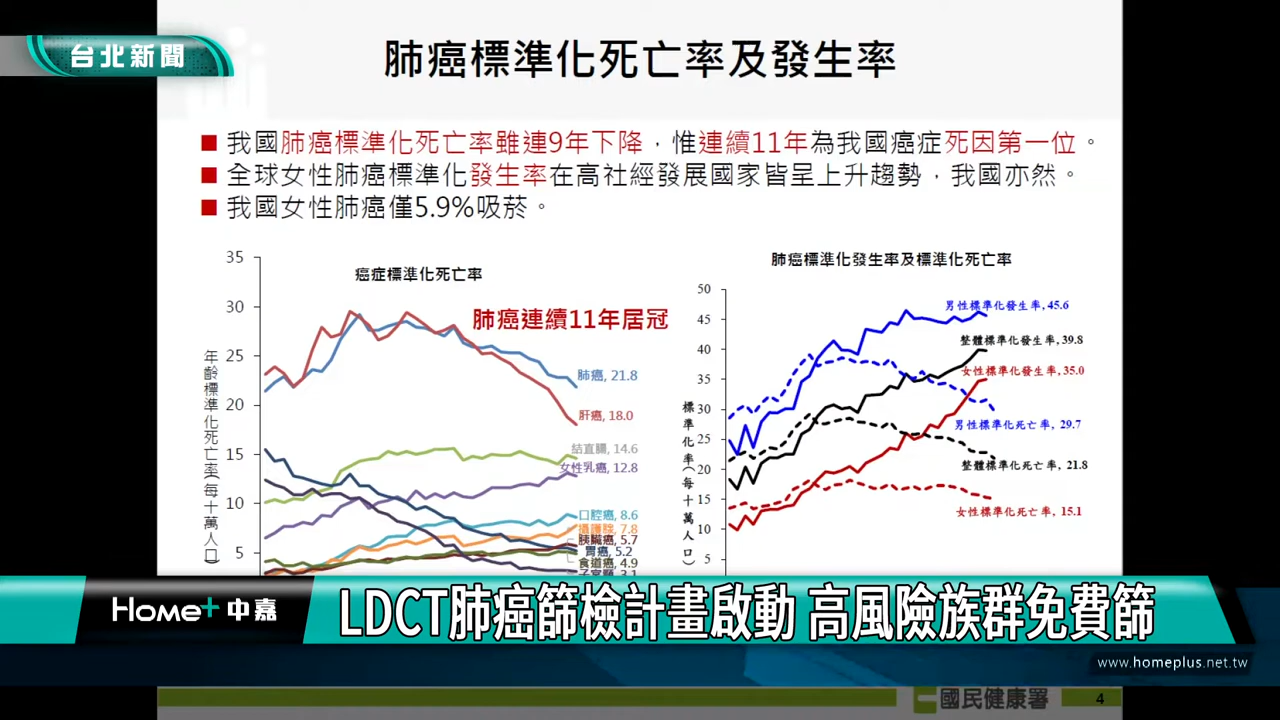 台北新聞
肺癌標準化死亡率及發生率
■ 我國肺癌標準化死亡率雖連9年下降，惟連續11年為我國癌症死因第一位。
■ 全球女性肺癌標準化發生率在高社經發展國家皆呈上升趨勢，我國亦然。
■ 我國女性肺癌僅5.9%吸菸。
癌症標準化死亡率
肺癌連續11年居冠
年齡標準化死亡率(每十萬人口)
35
30
25
20
15
10
5
肺癌, 21.8
肝癌, 18.0
結直腸, 14.6
女性乳癌, 12.8
口腔癌, 8.6
攝護腺, 7.8
胰臟癌, 5.7
胃癌, 5.2
食道癌, 4.9
子宮頸, 3.1
肺癌標準化發生率及標準化死亡率
標準化率(每十萬人口)
50
45
40
35
30
25
20
15
10
5
男性標準化發生率, 45.6
整體標準化發生率, 39.8
女性標準化發生率, 35.0
男性標準化死亡率, 29.7
整體標準化死亡率, 21.8
女性標準化死亡率, 15.1
Home+ 中嘉
LDCT肺癌篩檢計畫啟動 高風險族群免費篩
www.homeplus.net.tw
國民健康署
4